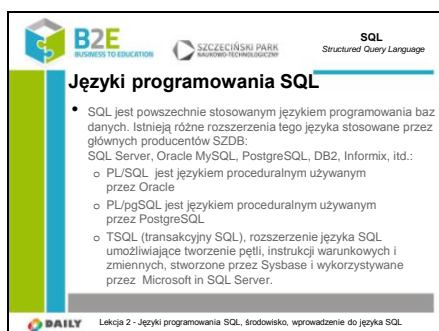 B2E
BUSINESS TO EDUCATION
SZCZECIŃSKI PARK
NAUKOWO-TECHNOLOGICZNY
SQL
Structured Query Language
Języki programowania SQL
• SQL jest powszechnie stosowanym językiem programowania baz
danych. Istnieją różne rozszerzenia tego języka stosowane przez
głównych producentów SZDB:
SQL Server, Oracle MySQL, PostgreSQL, DB2, Informix, itd.:
o PL/SQL jest językiem proceduralnym używanym
przez Oracle
o PL/pgSQL jest językiem proceduralnym używanym
przez PostgreSQL
o TSQL (transakcyjny SQL), rozszerzenie języka SQL
umożliwiające tworzenie pętli, instrukcji warunkowych i
zmiennych, stworzone przez Sysbase i wykorzystywane
przez Microsoft in SQL Server.
DAILY
Lekcja 2 - Języki programowania SQL, środowisko, wprowadzenie do języka SQL